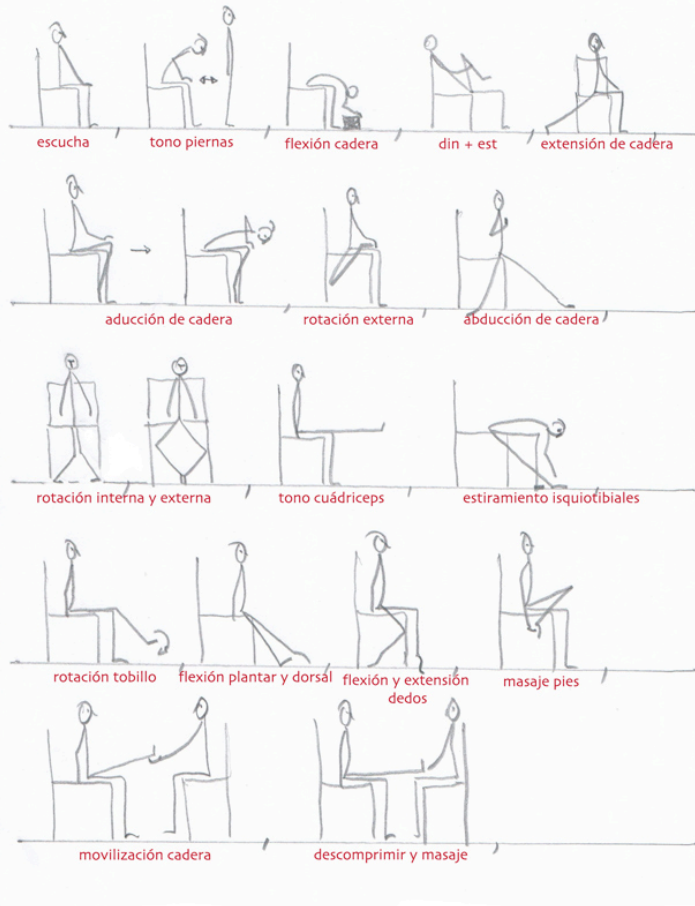 escucha
tono piernas
flexión cadera
din + est
extensión de cadera
aducción de cadera
rotación externa
abducción de cadera
rotación interna y externa
tono cuádriceps
estiramiento isquiotibiales
rotación tobillo
flexión plantar y dorsal
flexión y extensión
dedos
masaje pies
movilización cadera
descomprimir y masaje